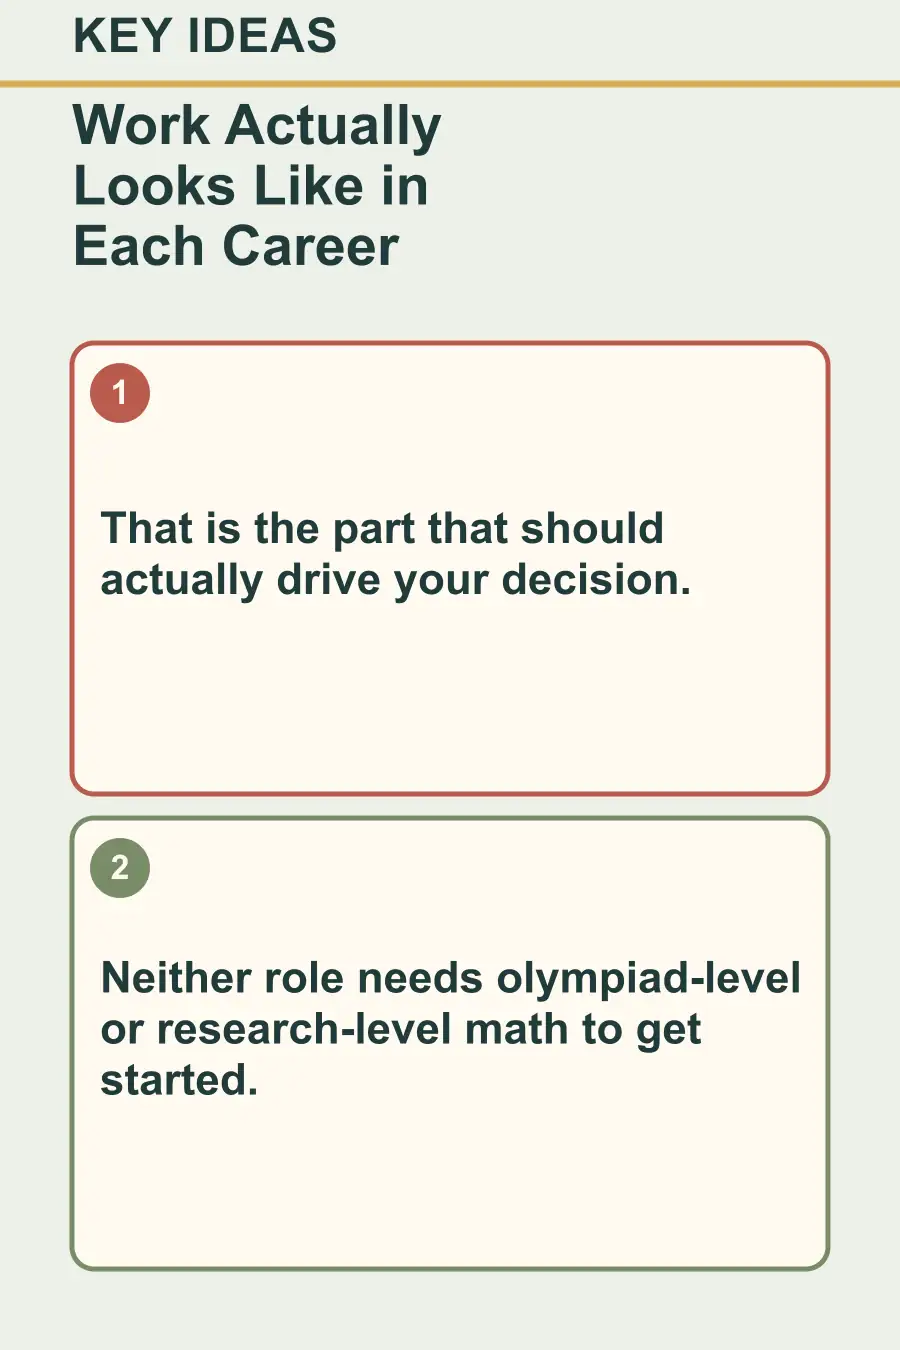 KEY IDEAS
Work Actually
Looks Like in
Each Career
1
That is the part that should
actually drive your decision.
2
Neither role needs olympiad-level
or research-level math to get
started.